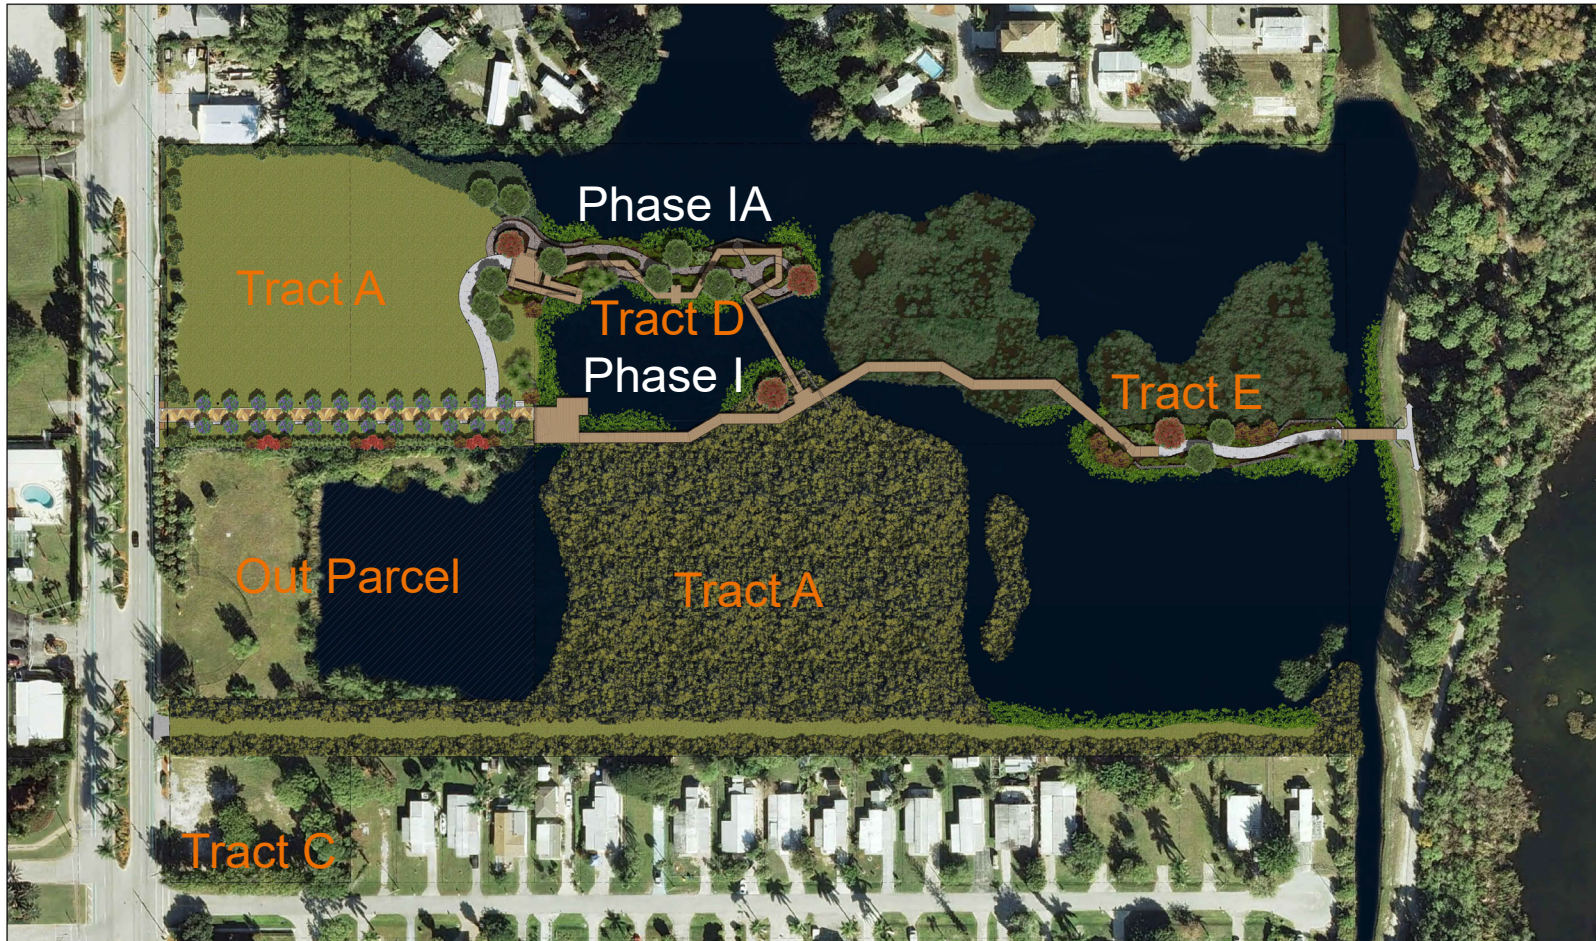 Phase IA
Tract A
Tract D
Phase I
Tract E
Out Parcel
Tract A
Tract C